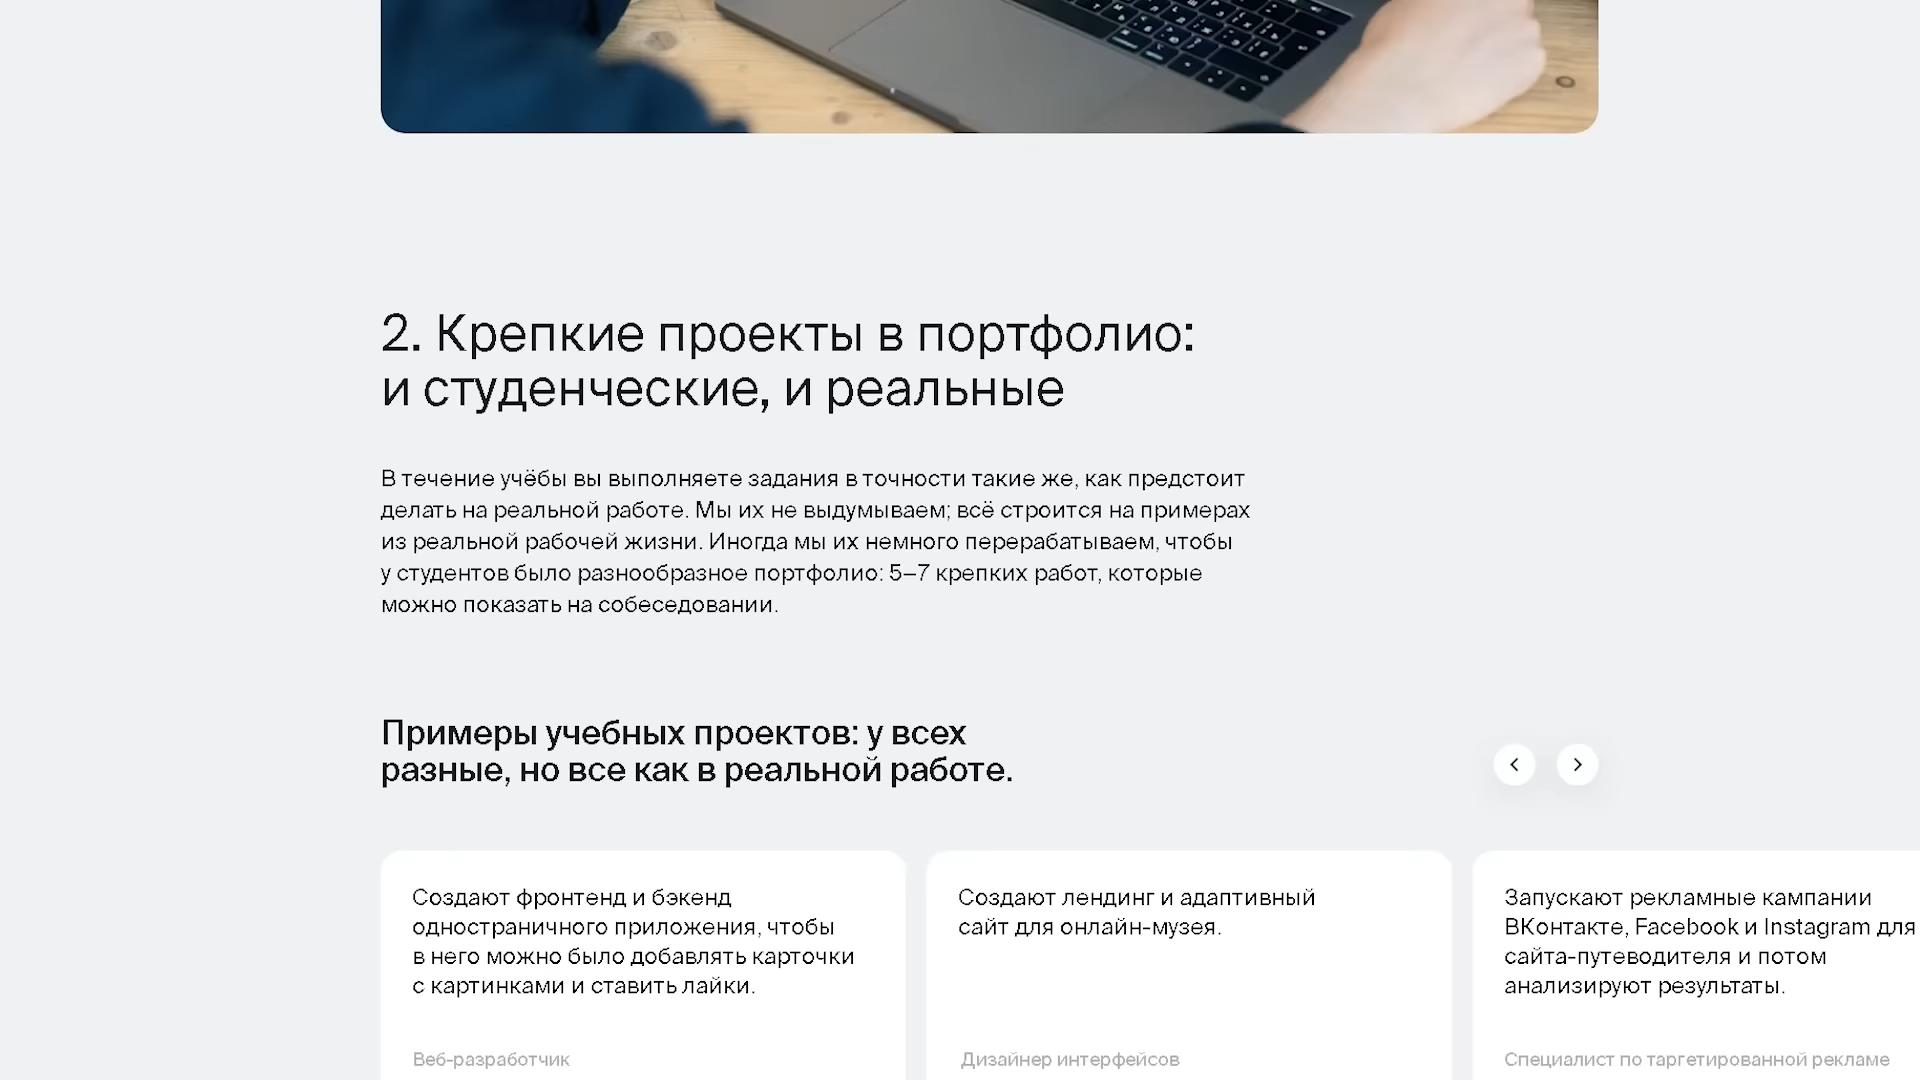 2. Крепкие проекты в портфолио:
и студенческие, и реальные
В течение учёбы вы выполняете задания в точности такие же, как предстоит
делать на реальной работе. Мы их не выдумываем; всё строится на примерах
из реальной рабочей жизни. Иногда мы их немного перерабатываем, чтобы
у студентов было разнообразное портфолио: 5–7 крепких работ, которые
можно показать на собеседовании.
Примеры учебных проектов: у всех
разные, но все как в реальной работе.
Создают фронтенд и бэкенд
одностраничного приложения, чтобы
в него можно было добавлять карточки
с картинками и ставить лайки.
Веб-разработчик
Создают лендинг и адаптивный
сайт для онлайн-музея.
Дизайнер интерфейсов
Запускают рекламные кампании
ВКонтакте, Facebook и Instagram для
сайта-путеводителя и потом
анализируют результаты.
Специалист по таргетированной рекламе